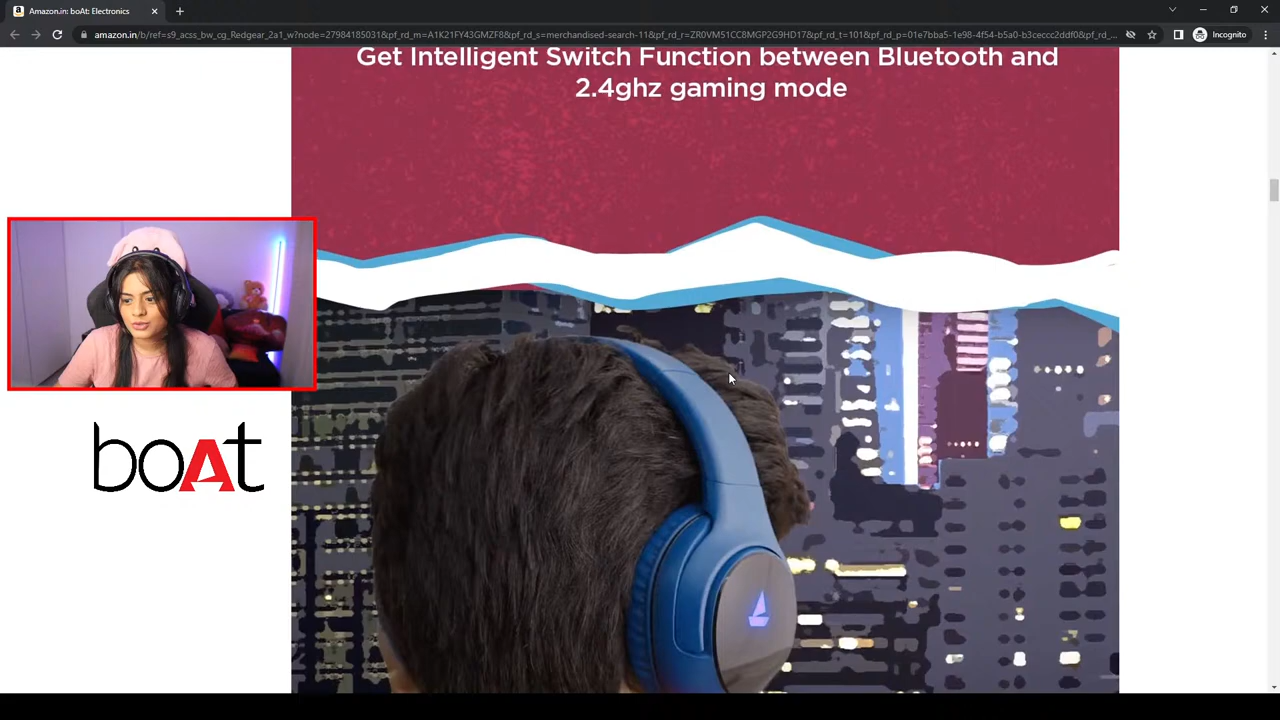 Amazon.in: boAt: Electronics
amazon.in/b/ref=s9_acss_bw_cg_Redgear_2a1_w?node=27984185031&pf_rd_m=A1K21FY43GMZF8&pf_rd_s=merchandised-search-11&pf_rd_r=ZR0VM51CC8MGP2G9HD17&pf_rd_t=101&pf_rd_p=01e7bba5-1e98-4f54-b5a0-b3cecccc2ddf0&pf_rd_...
Incognito
Get Intelligent Switch Function between Bluetooth and
2.4ghz gaming mode
boAt